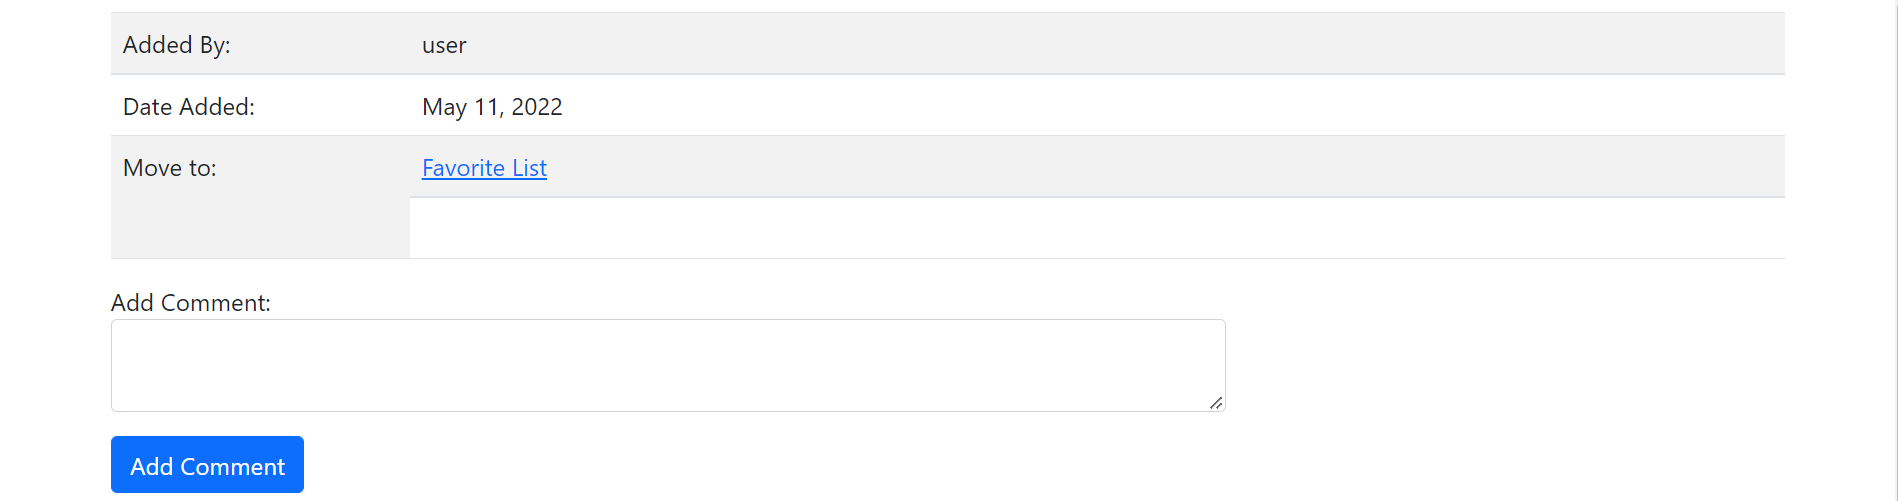 Added By: user
Date Added: May 11, 2022
Move to: Favorite List
Add Comment:
Add Comment